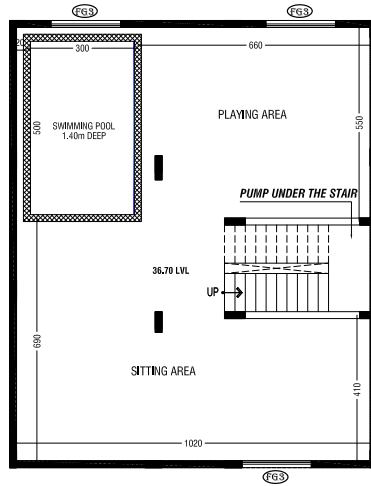 FG3 FG3
20 300 660
500
SWIMMING POOL
1.40m DEEP
PLAYING AREA
550
PUMP UNDER THE STAIR
36.70 LVL
UP
690
SITTING AREA
410
1020
FG3